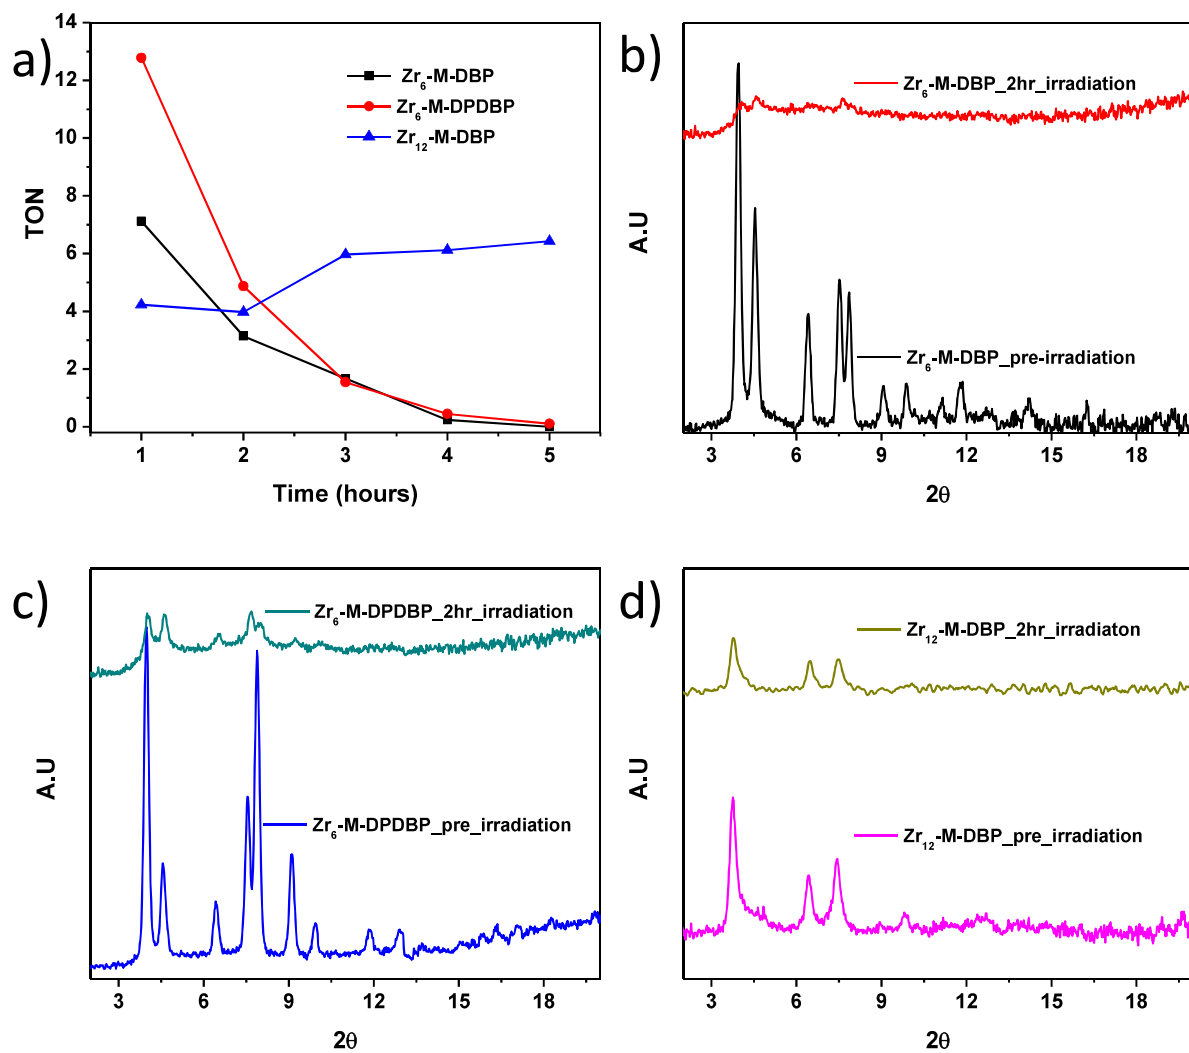 a)
14
12
10
8
6
4
2
0
TON
Zr₆-M-DBP
Zr₆-M-DPDBP
Zr₁₂-M-DBP
1 2 3 4 5
Time (hours)
b)
A.U
Zr₆-M-DBP_2hr_irradiation
Zr₆-M-DBP_pre-irradiation
3 6 9 12 15 18
2θ
c)
A.U
Zr₆-M-DPDBP_2hr_irradiation
Zr₆-M-DPDBP_pre_irradiation
3 6 9 12 15 18
2θ
d)
A.U
Zr₁₂-M-DBP_2hr_irradiaton
Zr₁₂-M-DBP_pre_irradiation
3 6 9 12 15 18
2θ